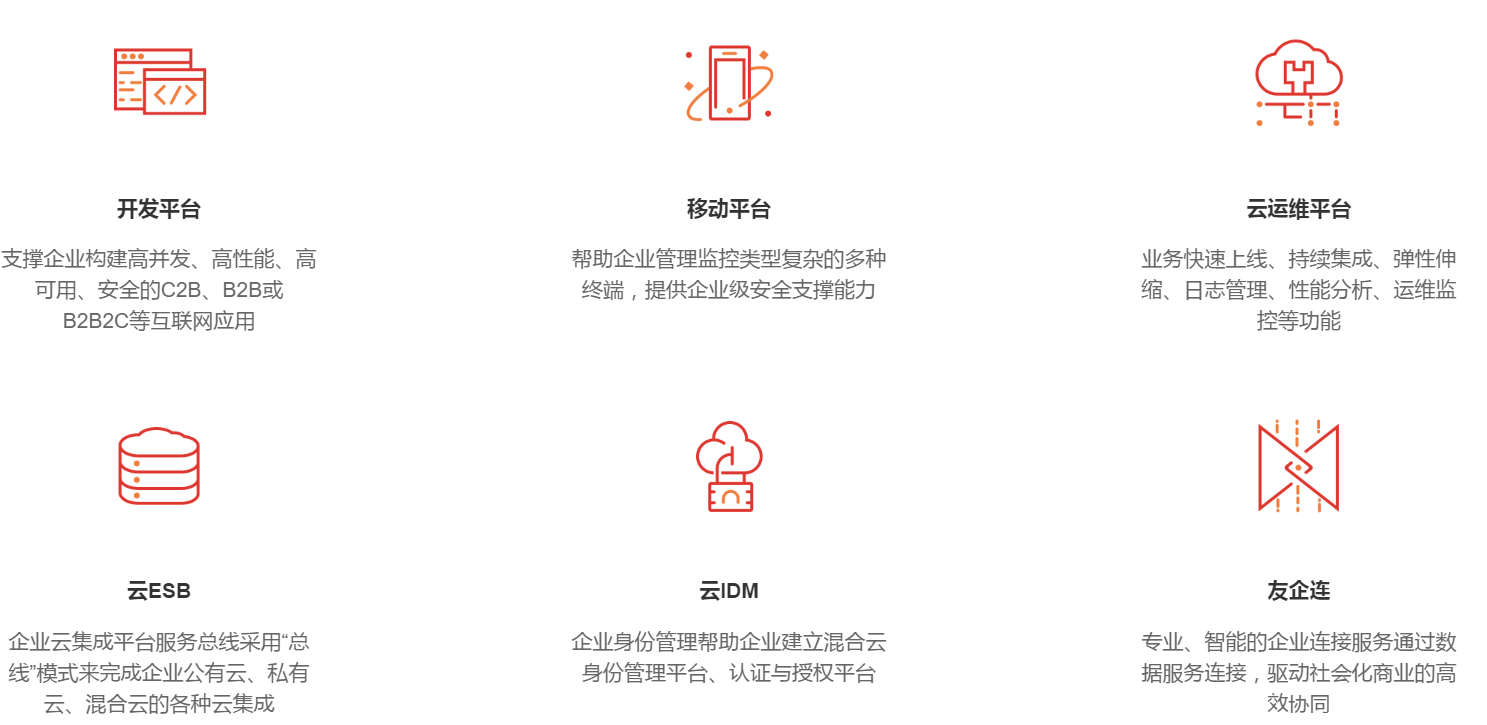 开发平台
支撑企业构建高并发、高性能、高
可用、安全的C2B、B2B或
B2B2C等互联网应用
移动平台
帮助企业管理监控类型复杂的多种
终端，提供企业级安全支撑能力
云运维平台
业务快速上线、持续集成、弹性伸
缩、日志管理、性能分析、运维监
控等功能
云ESB
企业云集成平台服务总线采用“总
线”模式来完成企业公有云、私有
云、混合云的各种云集成
云IDM
企业身份管理帮助企业建立混合云
身份管理平台、认证与授权平台
友企连
专业、智能的企业连接服务通过数
据服务连接，驱动社会化商业的高
效协同